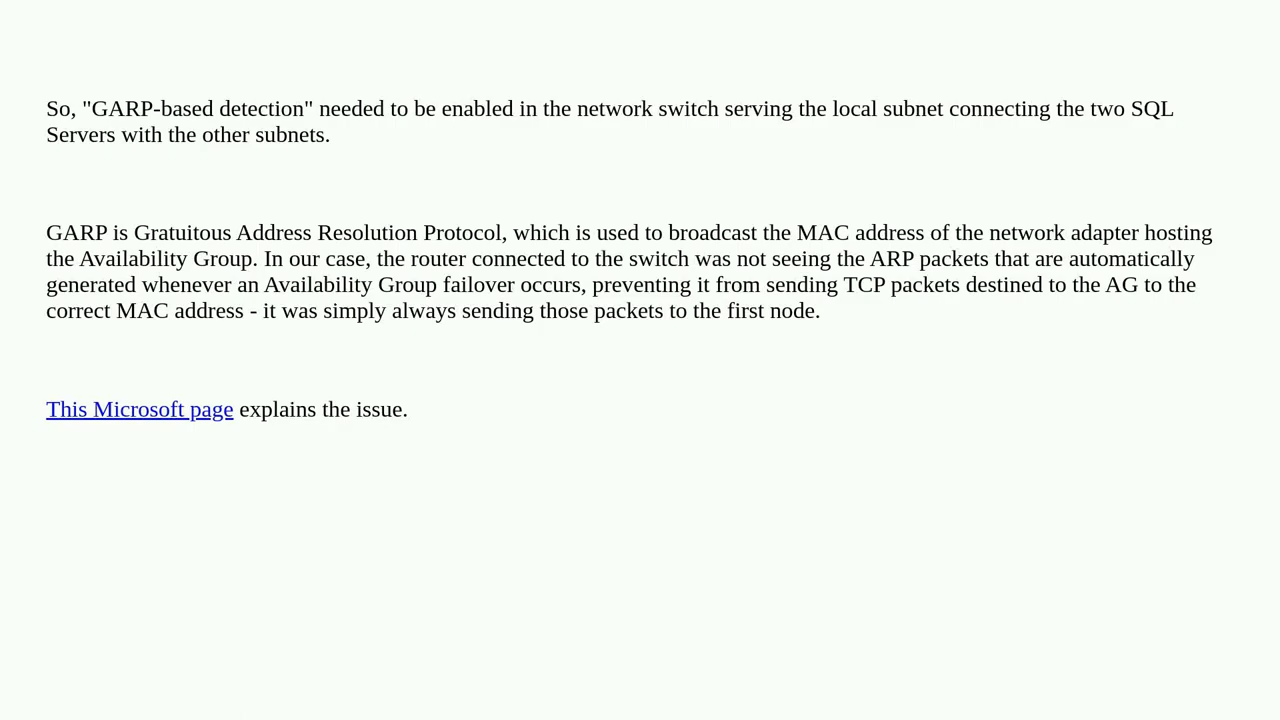 So, "GARP-based detection" needed to be enabled in the network switch serving the local subnet connecting the two SQL
Servers with the other subnets.
GARP is Gratuitous Address Resolution Protocol, which is used to broadcast the MAC address of the network adapter hosting
the Availability Group. In our case, the router connected to the switch was not seeing the ARP packets that are automatically
generated whenever an Availability Group failover occurs, preventing it from sending TCP packets destined to the AG to the
correct MAC address - it was simply always sending those packets to the first node.
This Microsoft page explains the issue.